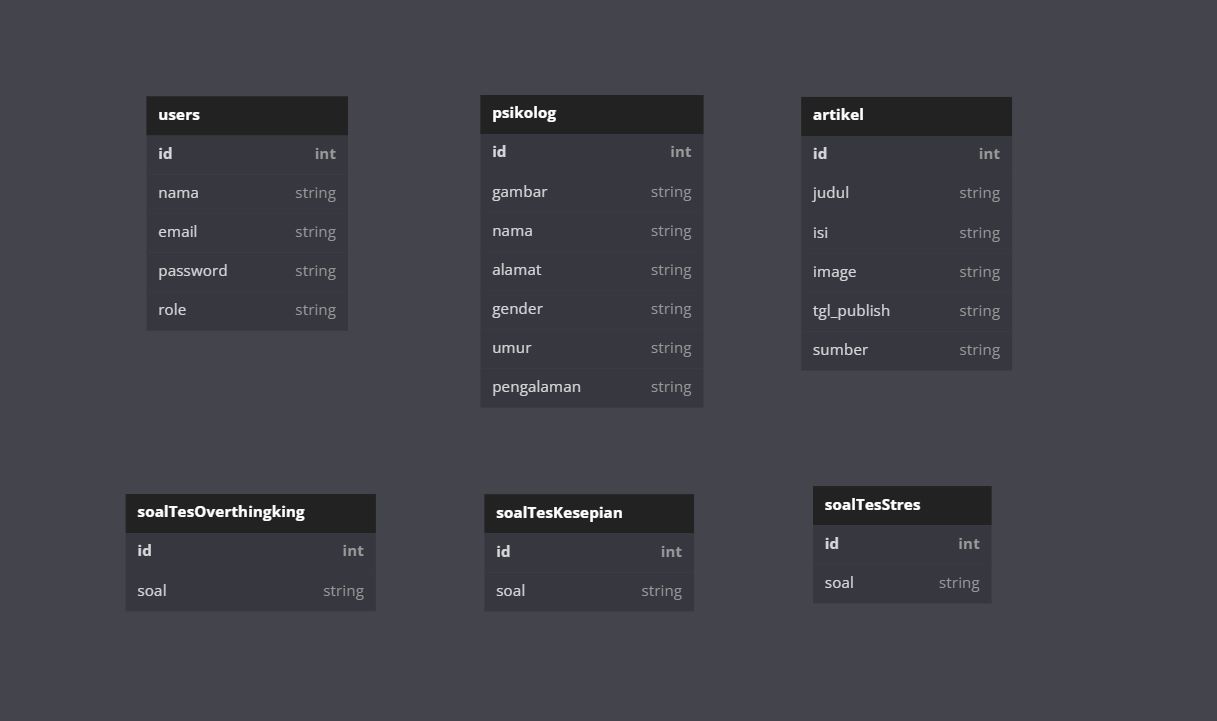 users
id int
nama string
email string
password string
role string
psikolog
id int
gambar string
nama string
alamat string
gender string
umur string
pengalaman string
artikel
id int
judul string
isi string
image string
tgl_publish string
sumber string
soalTesOverthingking
id int
soal string
soalTesKesepian
id int
soal string
soalTesStres
id int
soal string